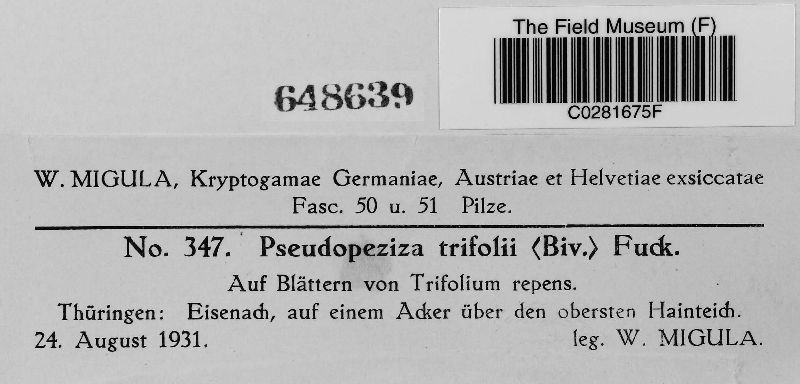 The Field Museum (F)
C0281675F
648639
W. MIGULA, Kryptogamae Germaniae, Austriae et Helvetiae exsiccatae
Fasc. 50 u. 51 Pilze.
No. 347. Pseudopeziza trifolii (Biv.) Fuck.
Auf Blättern von Trifolium repens.
Thüringen: Eisenach, auf einem Acker über den obersten Hainteich.
24. August 1931. leg. W. MIGULA.